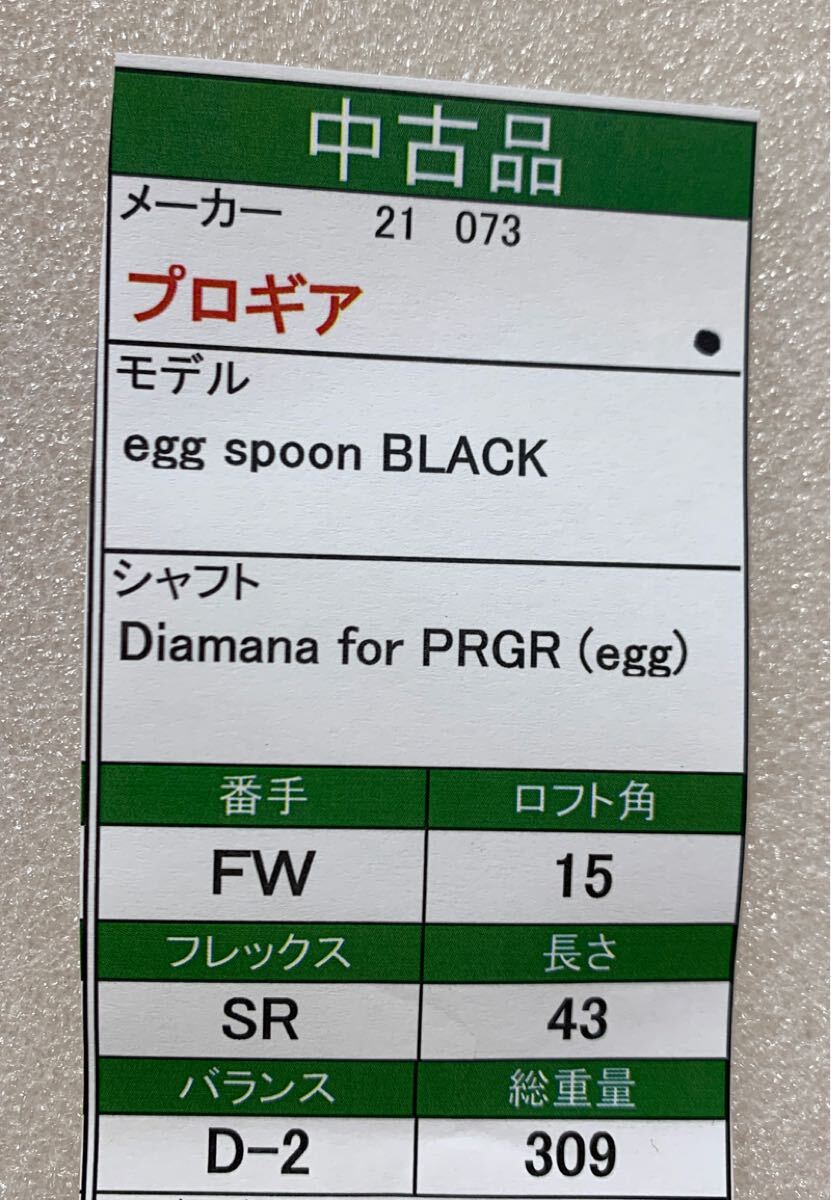 中古品
メーカー 21 073
プロギア
モデル
egg spoon BLACK
シャフト
Diamana for PRGR (egg)
番手 ロフト角
FW 15
フレックス 長さ
SR 43
バランス 総重量
D-2 309